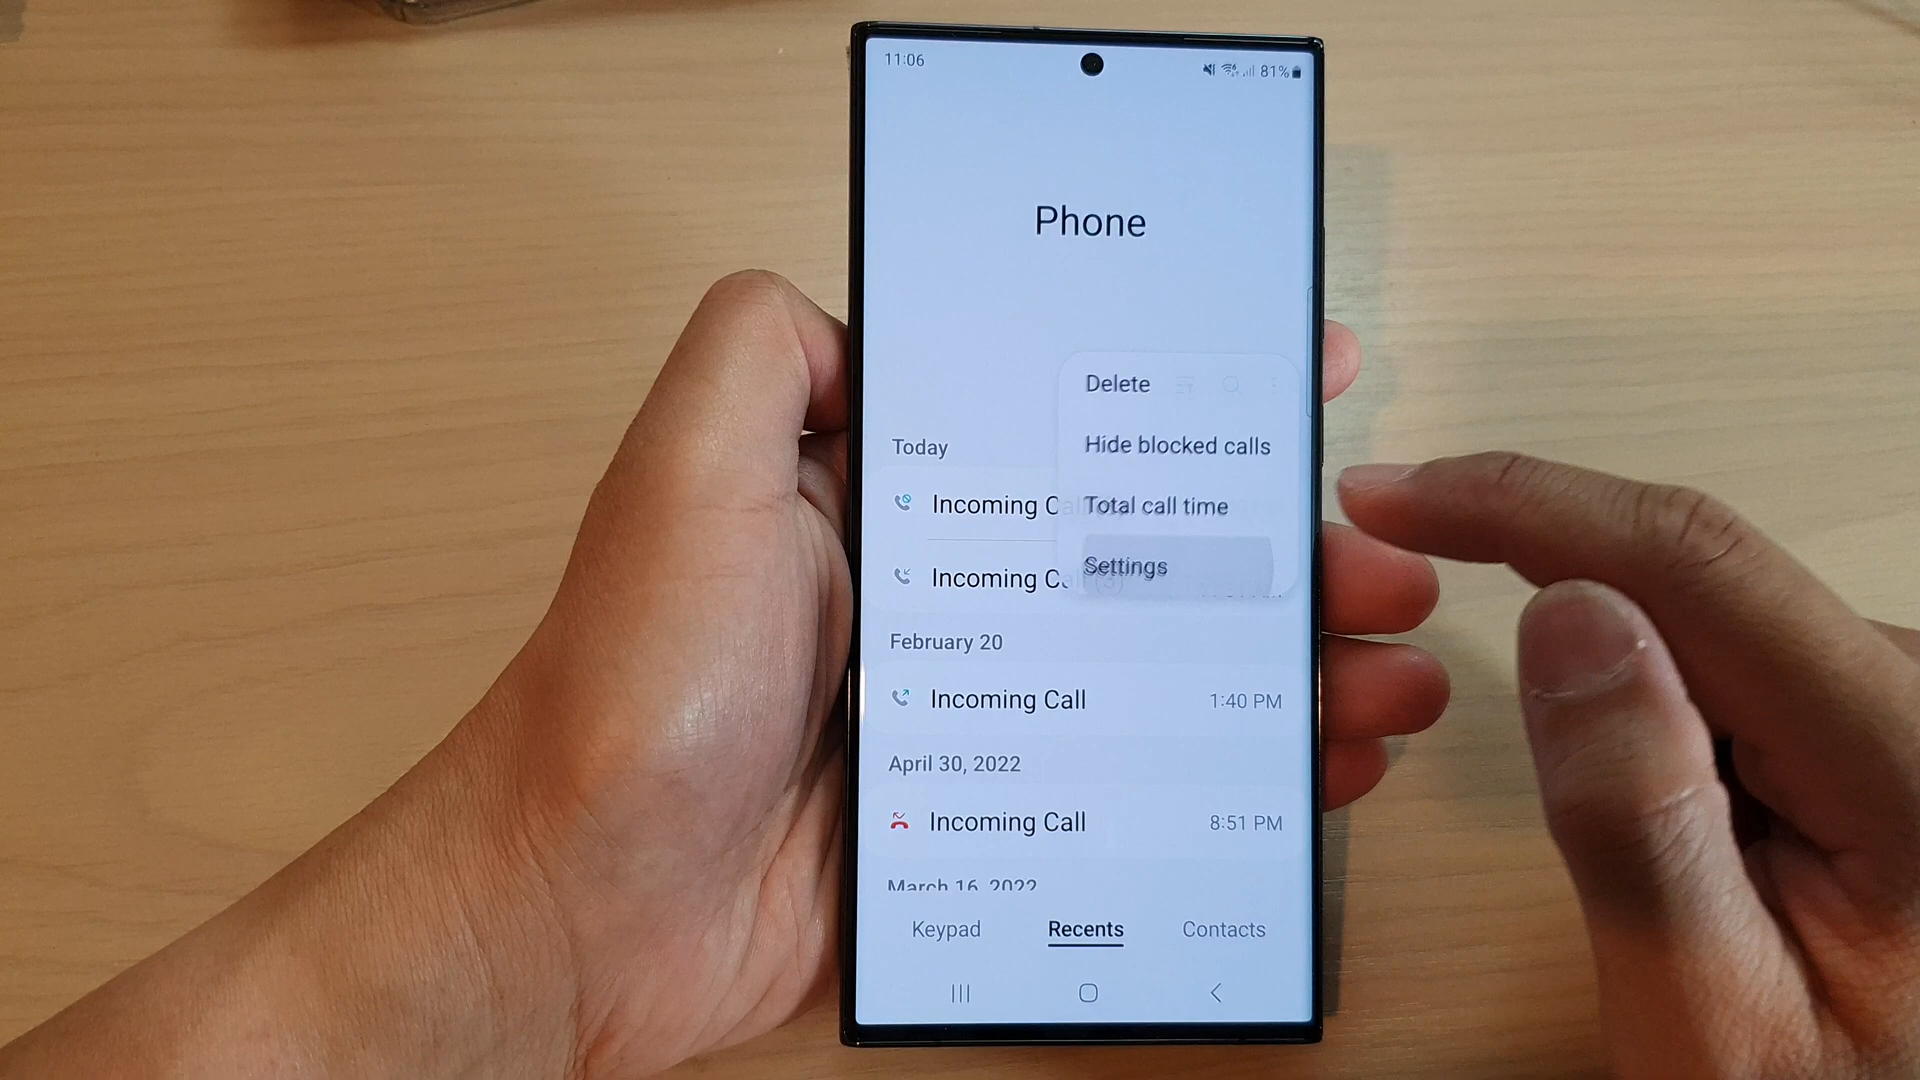 11:06
81%
Phone
Delete
Hide blocked calls
Today
Incoming C
Total call time
Incoming Ca
Settings
February 20
Incoming Call 1:40 PM
April 30, 2022
Incoming Call 8:51 PM
March 16, 2022
Keypad Recents Contacts